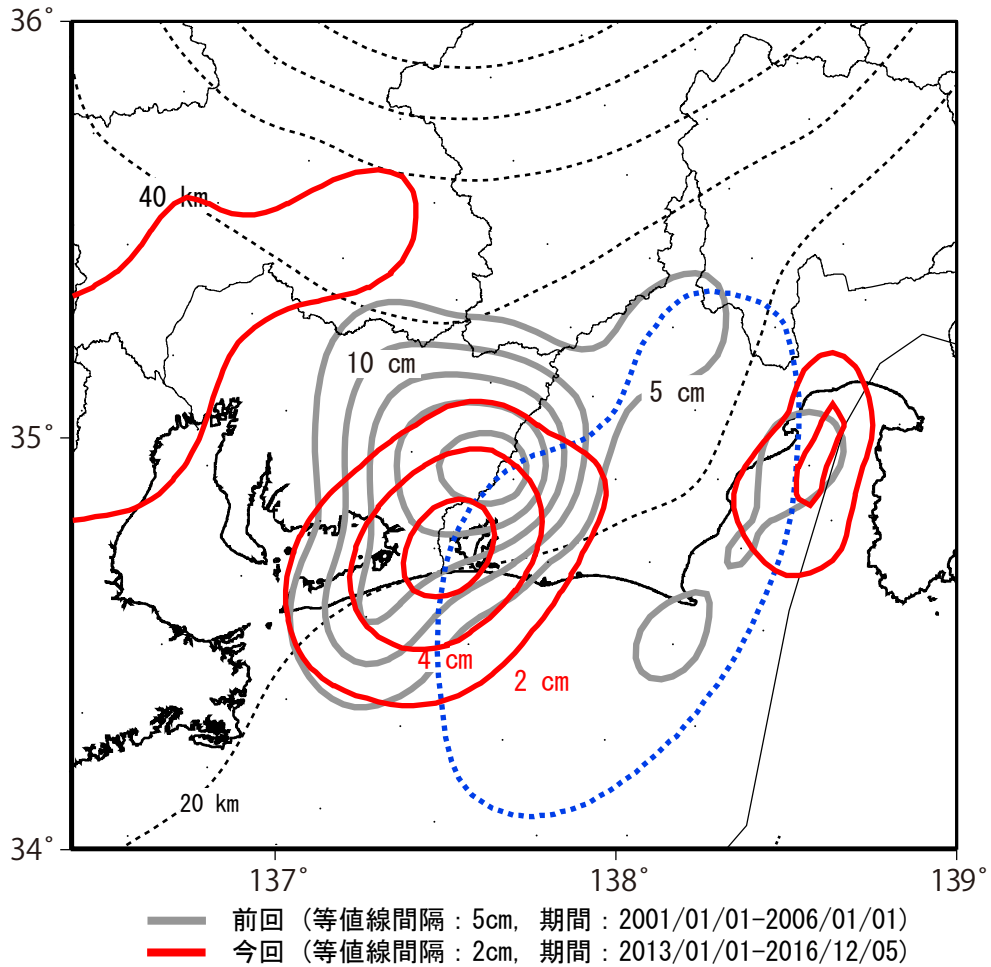 36°
40 km
10 cm
5 cm
35°
4 cm
2 cm
20 km
34°
137°
138°
139°
前回 (等値線間隔：5cm, 期間：2001/01/01-2006/01/01)
今回 (等値線間隔：2cm, 期間：2013/01/01-2016/12/05)